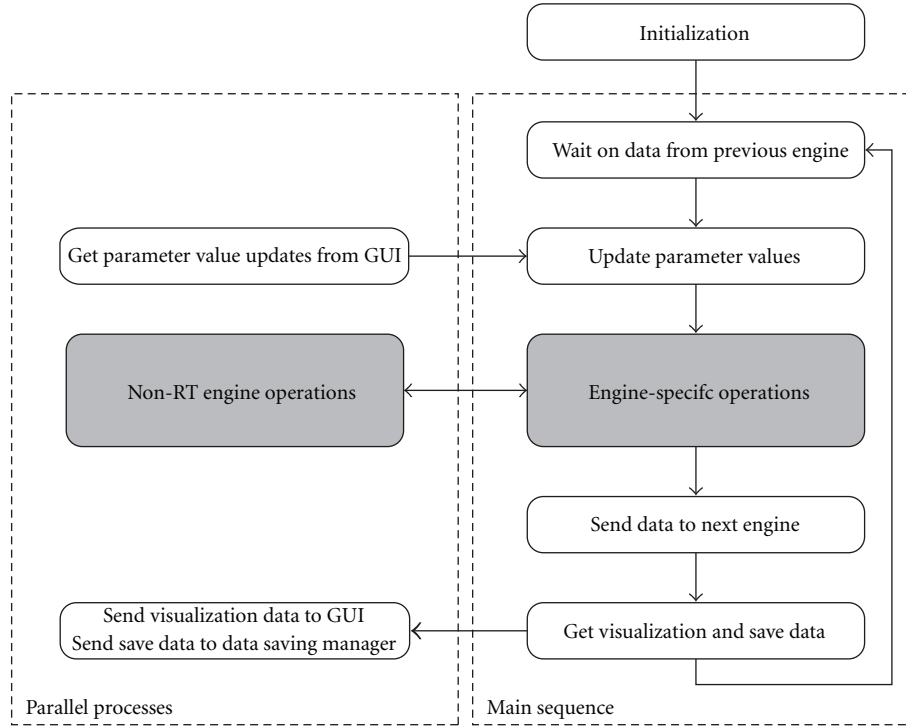 Initialization
Wait on data from previous engine
Get parameter value updates from GUI
Update parameter values
Non-RT engine operations
Engine-specifc operations
Send data to next engine
Send visualization data to GUI
Send save data to data saving manager
Get visualization and save data
Parallel processes
Main sequence